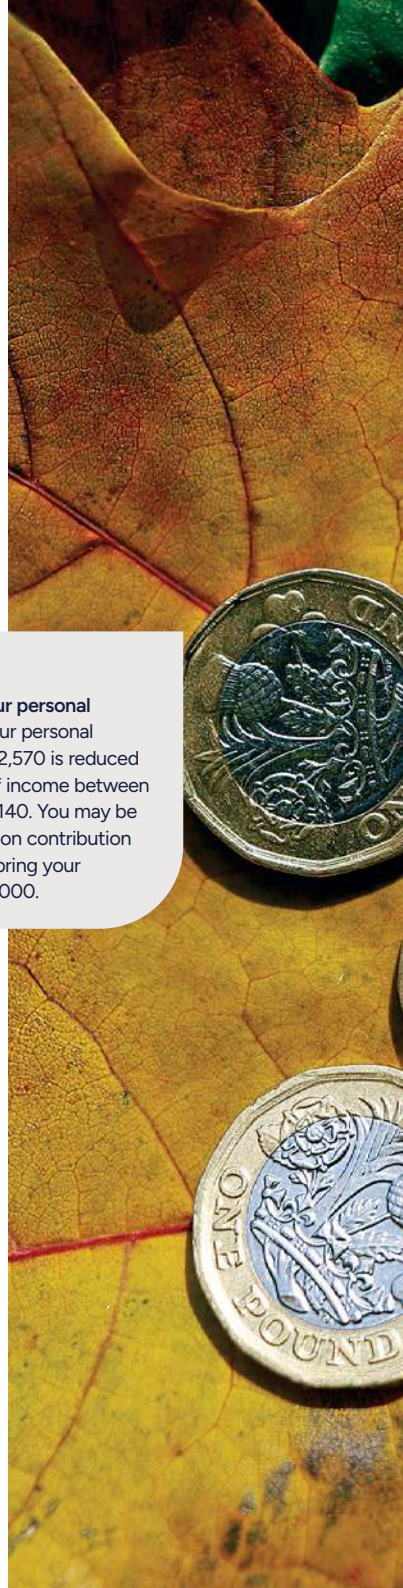 ur personal
ur personal
2,570 is reduced
f income between
140. You may be
on contribution
bring your
000.
ONE POUND